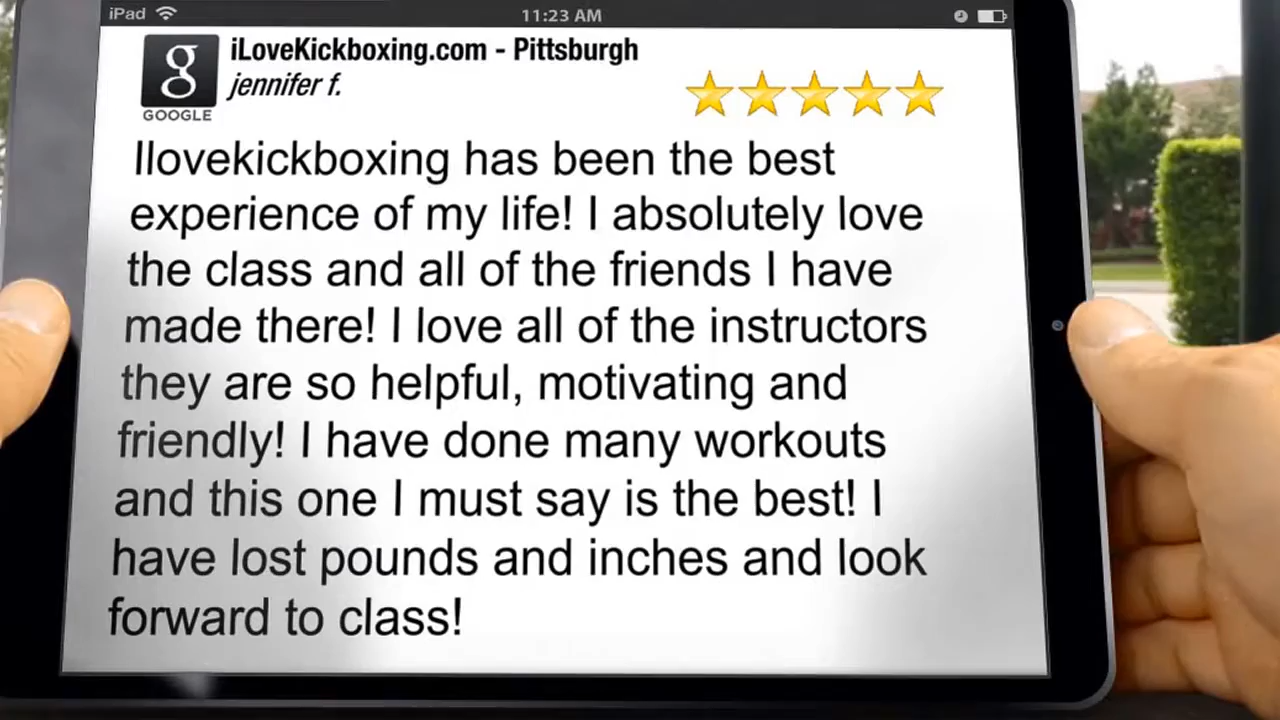 iPad 11:23 AM
iLoveKickboxing.com - Pittsburgh
jennifer f.
g
GOOGLE
Ilovekickboxing has been the best
experience of my life! I absolutely love
the class and all of the friends I have
made there! I love all of the instructors
they are so helpful, motivating and
friendly! I have done many workouts
and this one I must say is the best! I
have lost pounds and inches and look
forward to class!